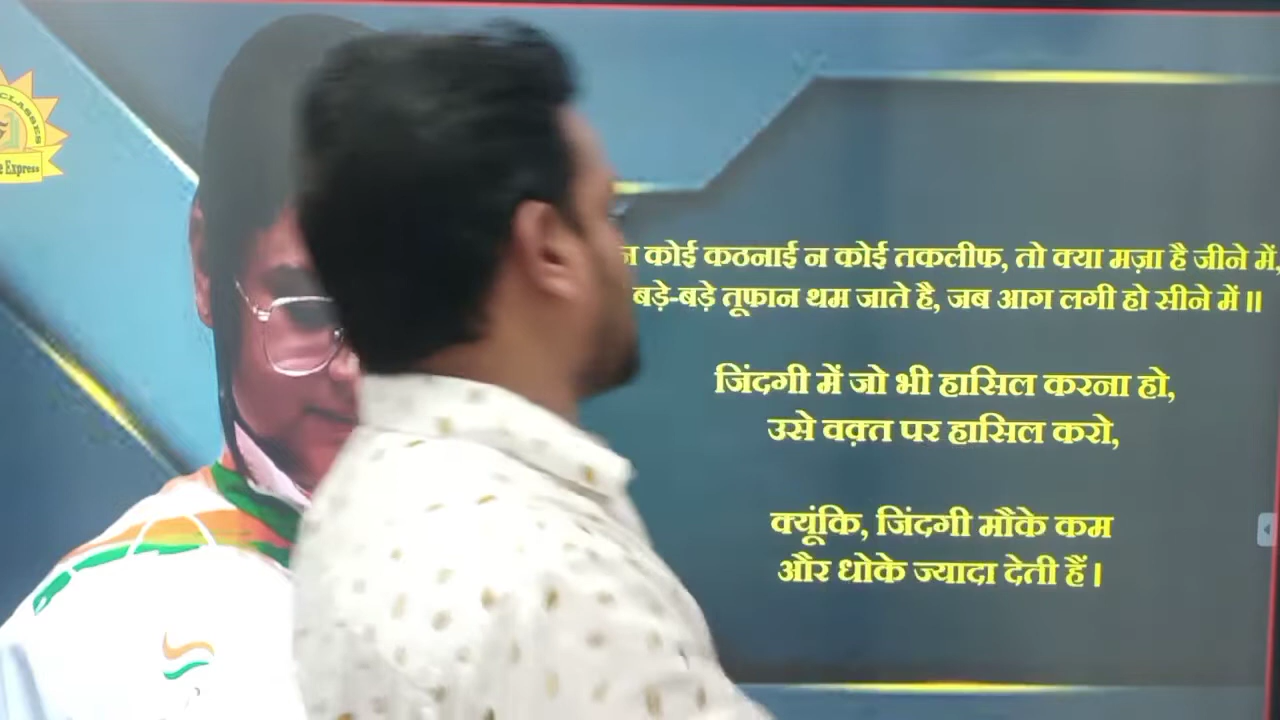 CLASSES
e Express
न कोई कठनाई न कोई तकलीफ, तो क्या मज़ा है जीने में,
बड़े-बड़े तूफान थम जाते है, जब आग लगी हो सीने में ॥
जिंदगी में जो भी हासिल करना हो,
उसे वक़्त पर हासिल करो,
क्यूंकि, जिंदगी मौके कम
और धोके ज्यादा देती हैं।